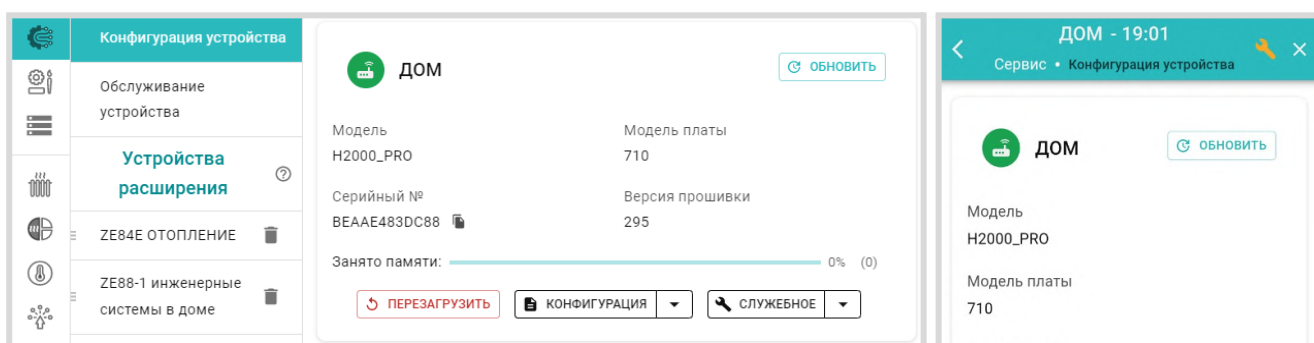 Конфигурация устройства
Обслуживание
устройства
Устройства
расширения
ZE84E ОТОПЛЕНИЕ
ZE88-1 инженерные
системы в доме
ДОМ
ОБНОВИТЬ
Модель
H2000_PRO
Модель платы
710
Серийный №
BEAAE483DC88
Версия прошивки
295
Занято памяти:
0% (0)
ПЕРЕЗАГРУЗИТЬ
КОНФИГУРАЦИЯ
СЛУЖЕБНОЕ
ДОМ - 19:01
Сервис • Конфигурация устройства
ДОМ
ОБНОВИТЬ
Модель
H2000_PRO
Модель платы
710